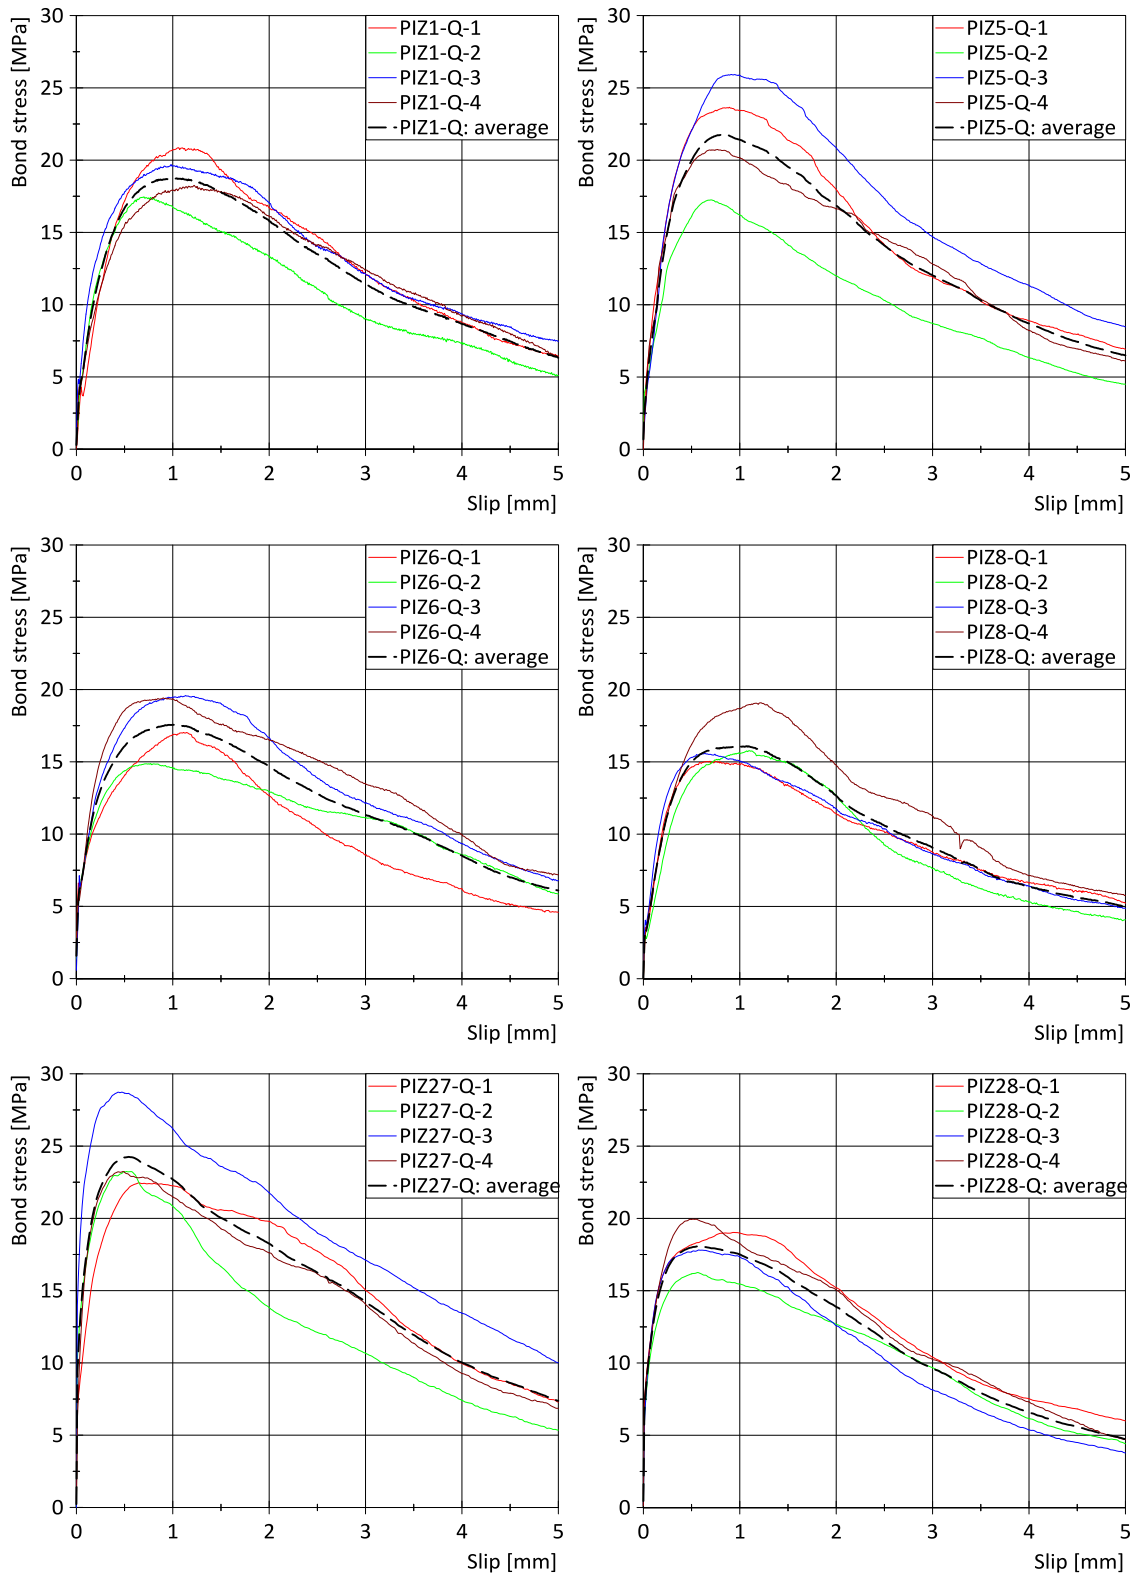 Bond stress [MPa]
30
25
20
15
10
5
0
PIZ1-Q-1
PIZ1-Q-2
PIZ1-Q-3
PIZ1-Q-4
PIZ1-Q: average
0 1 2 3 4 5
Slip [mm]
Bond stress [MPa]
30
25
20
15
10
5
0
PIZ5-Q-1
PIZ5-Q-2
PIZ5-Q-3
PIZ5-Q-4
PIZ5-Q: average
0 1 2 3 4 5
Slip [mm]
Bond stress [MPa]
30
25
20
15
10
5
0
PIZ6-Q-1
PIZ6-Q-2
PIZ6-Q-3
PIZ6-Q-4
PIZ6-Q: average
0 1 2 3 4 5
Slip [mm]
Bond stress [MPa]
30
25
20
15
10
5
0
PIZ8-Q-1
PIZ8-Q-2
PIZ8-Q-3
PIZ8-Q-4
PIZ8-Q: average
0 1 2 3 4 5
Slip [mm]
Bond stress [MPa]
30
25
20
15
10
5
0
PIZ27-Q-1
PIZ27-Q-2
PIZ27-Q-3
PIZ27-Q-4
PIZ27-Q: average
0 1 2 3 4 5
Slip [mm]
Bond stress [MPa]
30
25
20
15
10
5
0
PIZ28-Q-1
PIZ28-Q-2
PIZ28-Q-3
PIZ28-Q-4
PIZ28-Q: average
0 1 2 3 4 5
Slip [mm]